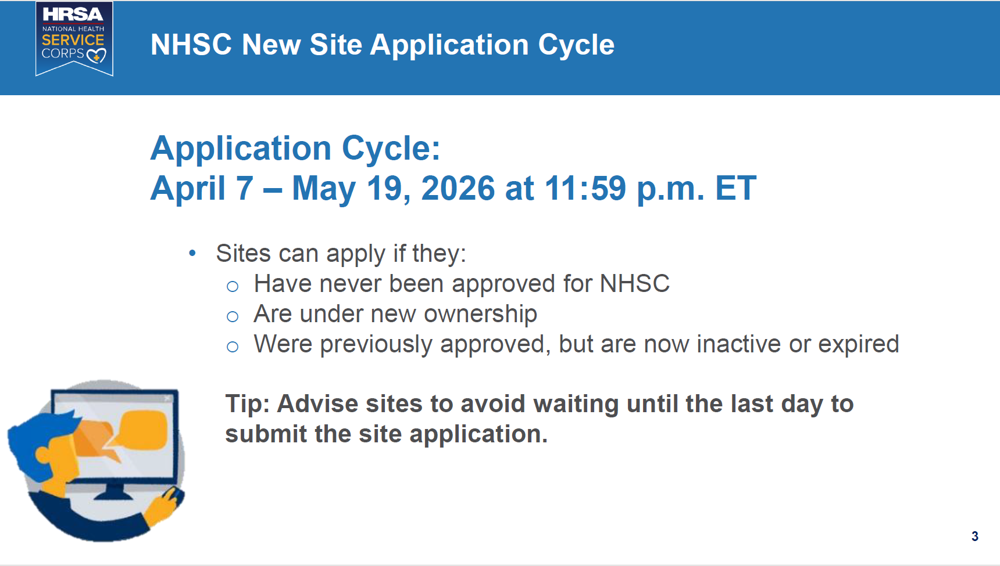 HRSA
NATIONAL HEALTH
SERVICE
CORPS
NHSC New Site Application Cycle
Application Cycle:
April 7 – May 19, 2026 at 11:59 p.m. ET
• Sites can apply if they:
o Have never been approved for NHSC
o Are under new ownership
o Were previously approved, but are now inactive or expired
Tip: Advise sites to avoid waiting until the last day to
submit the site application.
3